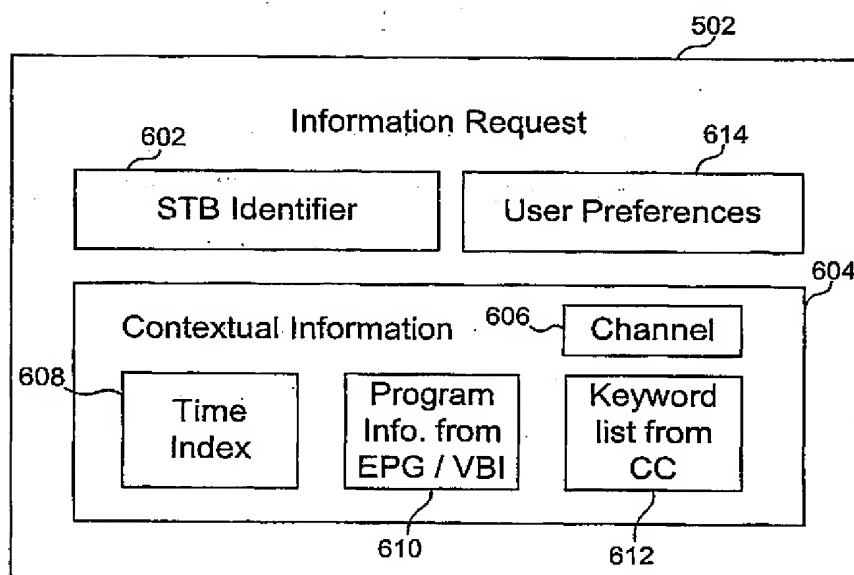 502
Information Request
602
614
STB Identifier
User Preferences
604
Contextual Information
606
Channel
608
Time
Index
Program
Info. from
EPG / VBI
Keyword
list from
CC
610
612